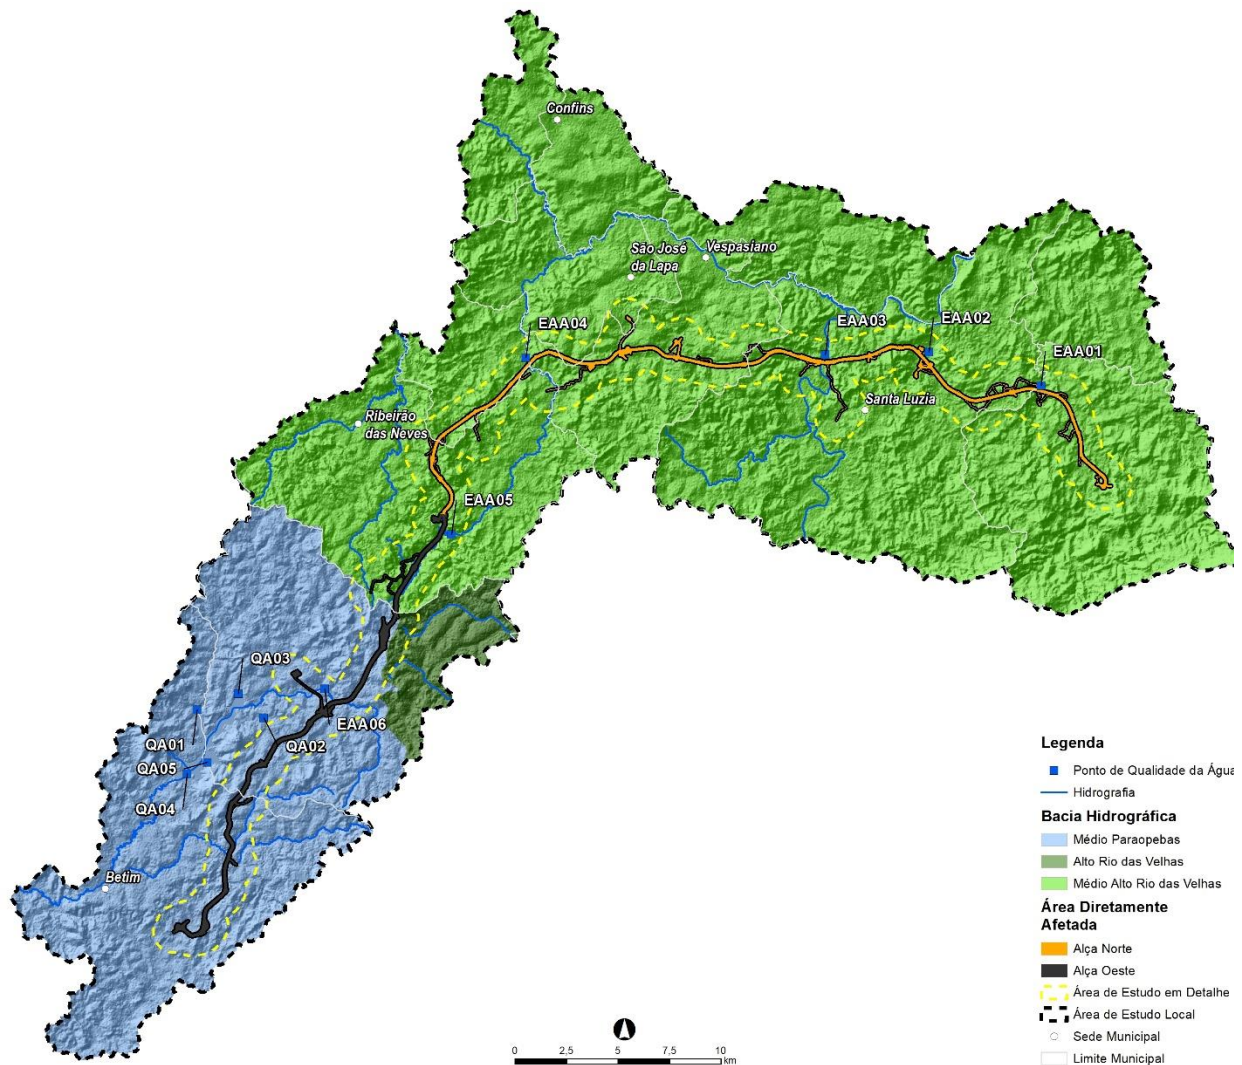 Confins
São José
da Lapa
Vespasiano
EAA04
EAA03
EAA02
EAA01
Santa Luzia
Ribeirão
das Neves
EAA05
QA03
EAA06
QA01
QA02
QA05
QA04
Betim
Legenda
Ponto de Qualidade da Água
Hidrografia
Bacia Hidrográfica
Médio Paraopebas
Alto Rio das Velhas
Médio Alto Rio das Velhas
Área Diretamente
Afetada
Alça Norte
Alça Oeste
Área de Estudo em Detalhe
Área de Estudo Local
Sede Municipal
Limite Municipal
0 2,5 5 7,5 10
km